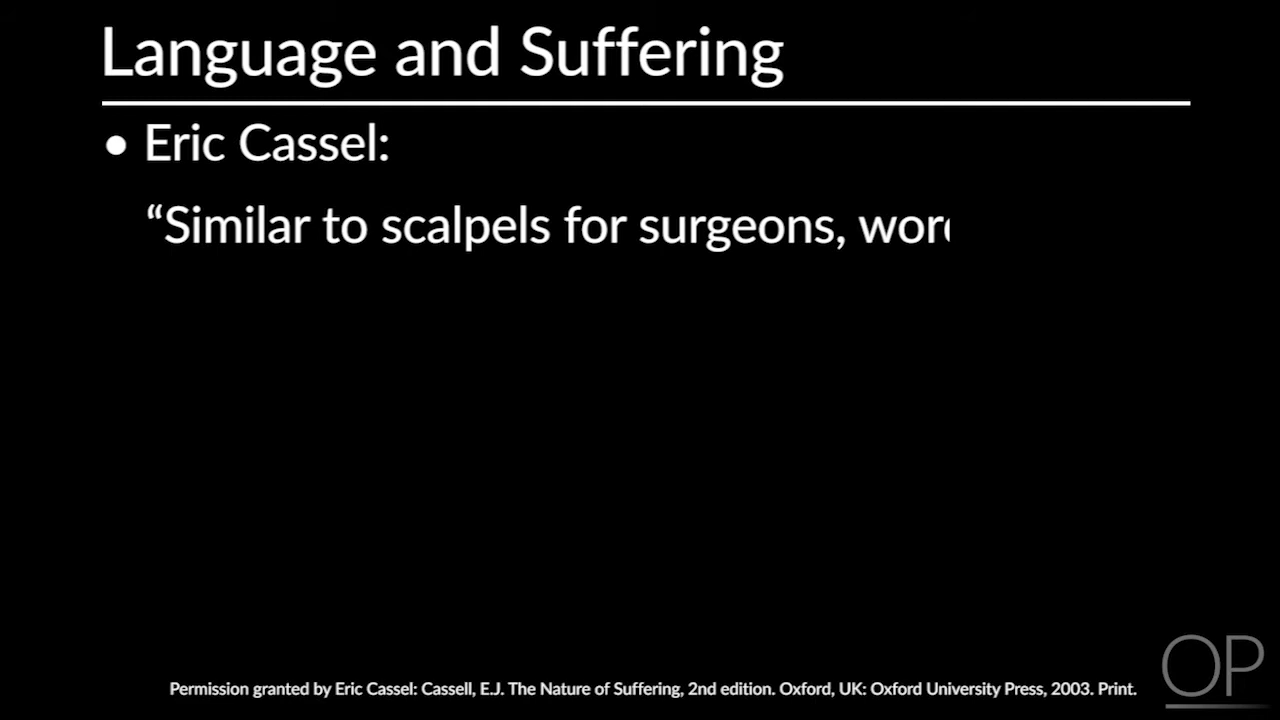 Language and Suffering
• Eric Cassel:
“Similar to scalpels for surgeons,
Permission granted by Eric Cassel: Cassell, E.J. The Nature of Suffering, 2nd edition. Oxford, UK: Oxford University Press, 2003. Print.
OP